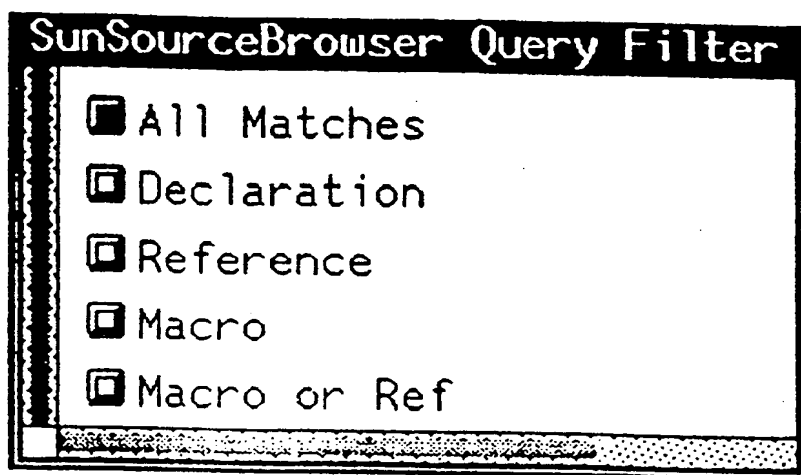 SunSourceBrowser Query Filter
All Matches
Declaration
Reference
Macro
Macro or Ref